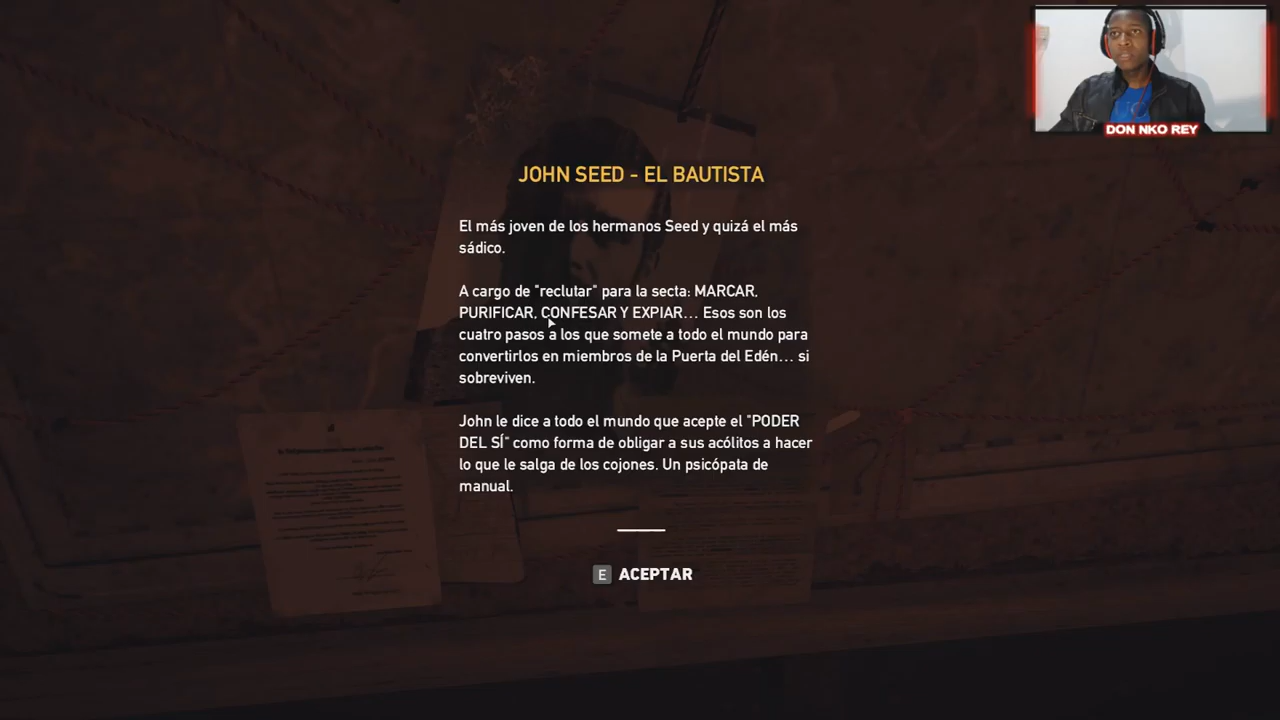 DON NKO REY
JOHN SEED - EL BAUTISTA
El más joven de los hermanos Seed y quizá el más
sádico.
A cargo de "reclutar" para la secta: MARCAR,
PURIFICAR, CONFESAR Y EXPIAR... Esos son los
cuatro pasos a los que somete a todo el mundo para
convertirlos en miembros de la Puerta del Edén... si
sobreviven.
John le dice a todo el mundo que acepte el "PODER
DEL SÍ" como forma de obligar a sus acólitos a hacer
lo que le salga de los cojones. Un psicópata de
manual.
E ACEPTAR